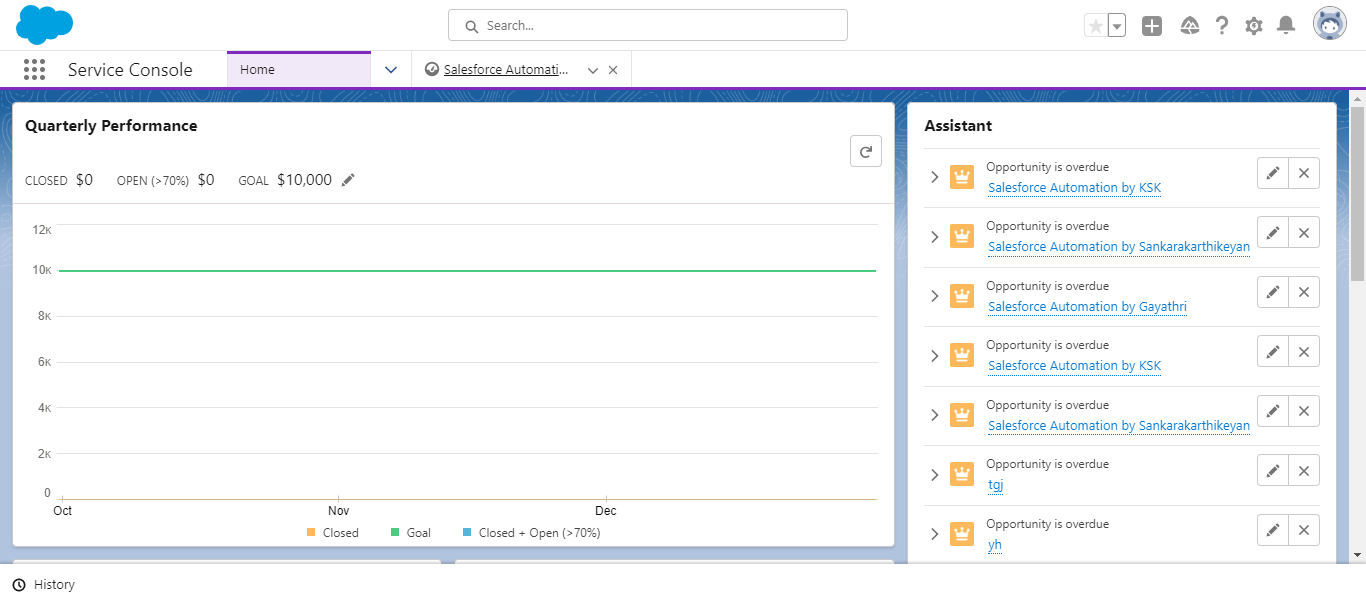 Search...
Service Console
Home
Salesforce Automati...
Quarterly Performance
CLOSED $0 OPEN (>70%) $0 GOAL $10,000
12K
10K
8K
6K
4K
2K
0
Oct Nov Dec
Closed Goal Closed + Open (>70%)
Assistant
Opportunity is overdue
Salesforce Automation by KSK
Opportunity is overdue
Salesforce Automation by Sankarakarthikeyan
Opportunity is overdue
Salesforce Automation by Gayathri
Opportunity is overdue
Salesforce Automation by KSK
Opportunity is overdue
Salesforce Automation by Sankarakarthikeyan
Opportunity is overdue
tgj
Opportunity is overdue
yh
History